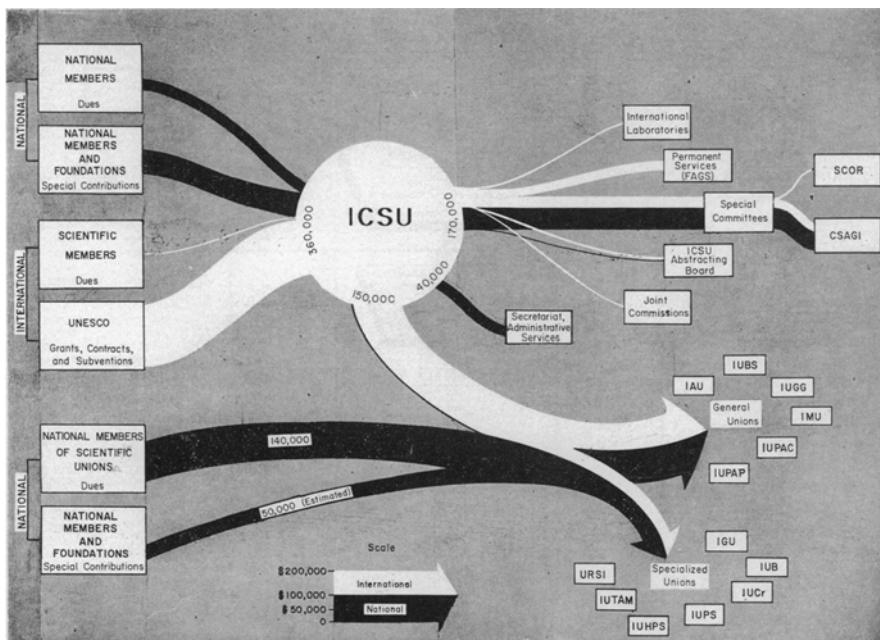 NATIONAL
NATIONAL
MEMBERS
Dues
NATIONAL MEMBERS
AND
FOUNDATIONS
Special Contributions
INTERNATIONAL
SCIENTIFIC
MEMBERS
Dues
UNESCO
Grants, Contracts,
and Subventions
NATIONAL
NATIONAL MEMBERS
OF SCIENTIFIC
UNIONS
Dues
NATIONAL
MEMBERS
AND
FOUNDATIONS
Special Contributions
ICSU
360,000
170,000
40,000
150,000
International
Laboratories
Permanent
Services
(FAGS)
Special
Committees
SCOR
CSAGI
ICSU
Abstracting
Board
Joint
Commissions
Secretariat,
Administrative
Services
140,000
50,000 (Estimated)
IUBS
IAU
IUGG
General
Unions
IMU
IUPAC
IUPAP
IGU
Specialized
Unions
IUB
URSI
IUCr
IUTAM
IUPS
IUHPS
Scale
$200,000
International
$100,000
$50,000
National
0